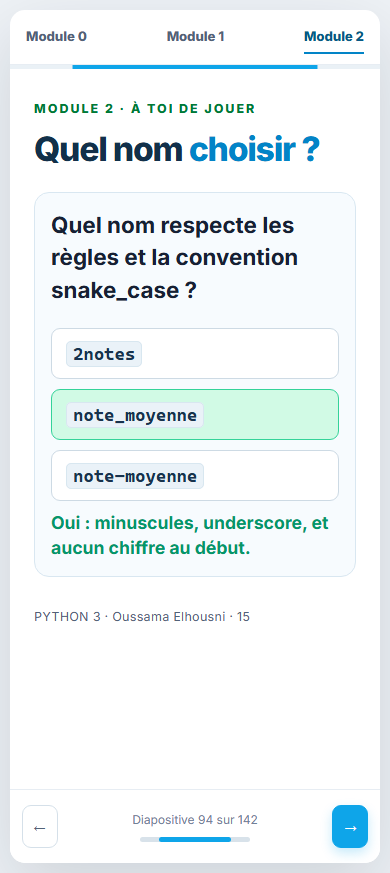 Module 0 Module 1 Module 2
MODULE 2 · À TOI DE JOUER
Quel nom choisir ?
Quel nom respecte les
règles et la convention
snake_case ?
2notes
note_moyenne
note-moyenne
Oui : minuscules, underscore, et
aucun chiffre au début.
PYTHON 3 · Oussama Elhousni · 15
← Diapositive 94 sur 142 →